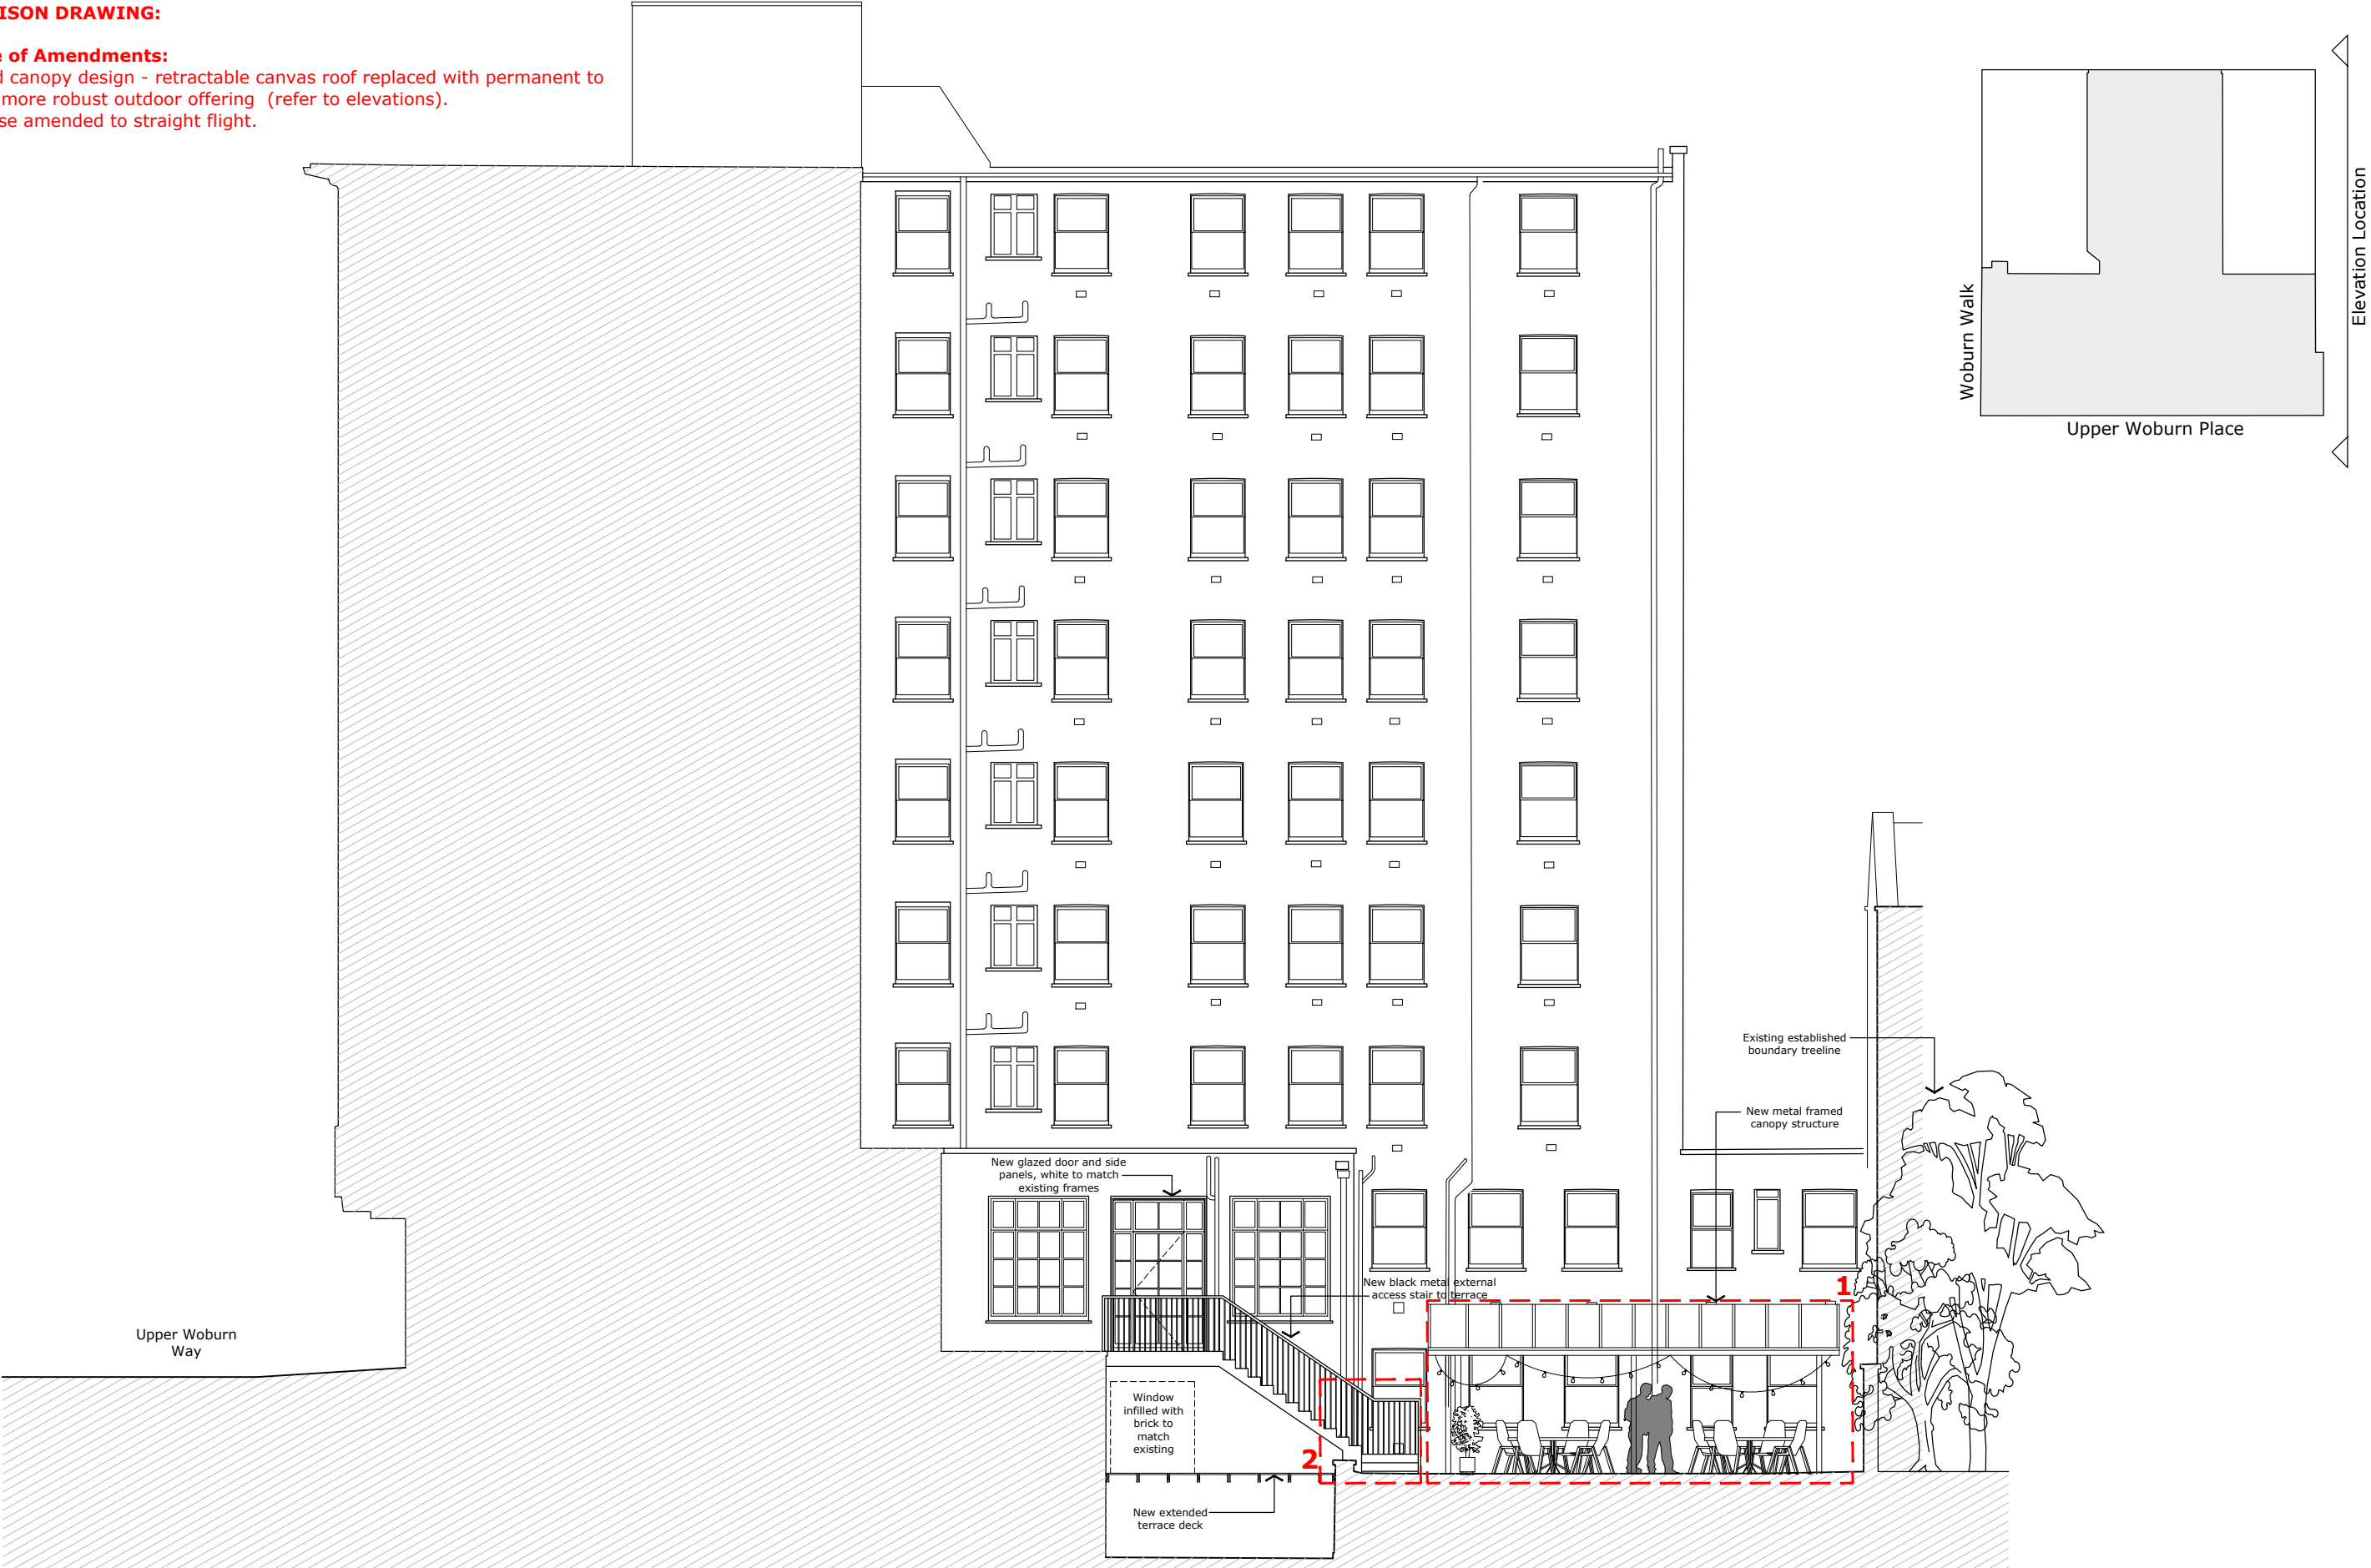 ISON DRAWING:
of Amendments:
canopy design - retractable canvas roof replaced with permanent to
more robust outdoor offering (refer to elevations).
se amended to straight flight.
Elevation Location
Woburn Walk
Upper Woburn Place
Existing established
boundary treeline
New metal framed
canopy structure
New glazed door and side
panels, white to match
existing frames
New black metal external
access stair to terrace
1
Upper Woburn
Way
Window
infilled with
brick to
match
existing
2
New extended
terrace deck